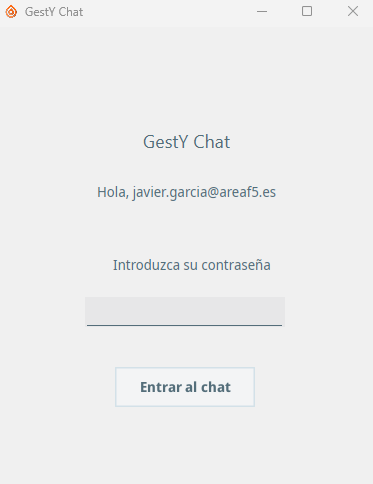 GestY Chat
GestY Chat
Hola, javier.garcia@areaf5.es
Introduzca su contraseña
Entrar al chat